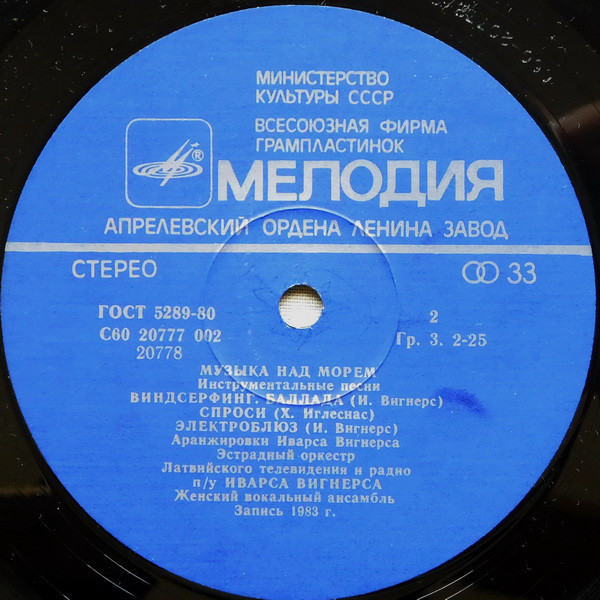 МИНИСТЕРСТВО
КУЛЬТУРЫ СССР
ВСЕСОЮЗНАЯ ФИРМА
ГРАМПЛАСТИНОК
®
МЕЛОДИЯ
АПРЕЛЕВСКИЙ ОРДЕНА ЛЕНИНА ЗАВОД
СТЕРЕО 33
ГОСТ 5289-80 2
С60 20777 002 Гр. 3. 2-25
20778
МУЗЫКА НАД МОРЕМ
Инструментальные песни
ВИНДСЕРФИНГ. БАЛЛАДА (И. Вигнерс)
СПРОСИ (Х. Иглесиас)
ЭЛЕКТРОБЛЮЗ (И. Вигнерс)
Аранжировки Иварса Вигнерса
Эстрадный оркестр
Латвийского телевидения и радио
п/у ИВАРСА ВИГНЕРСА
Женский вокальный ансамбль
Запись 1983 г.